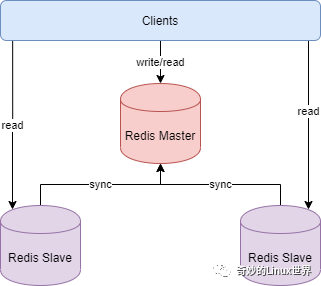 Clients
write/read
read
read
Redis Master
sync
sync
Redis Slave
Redis Slave
奇妙的Linux世界